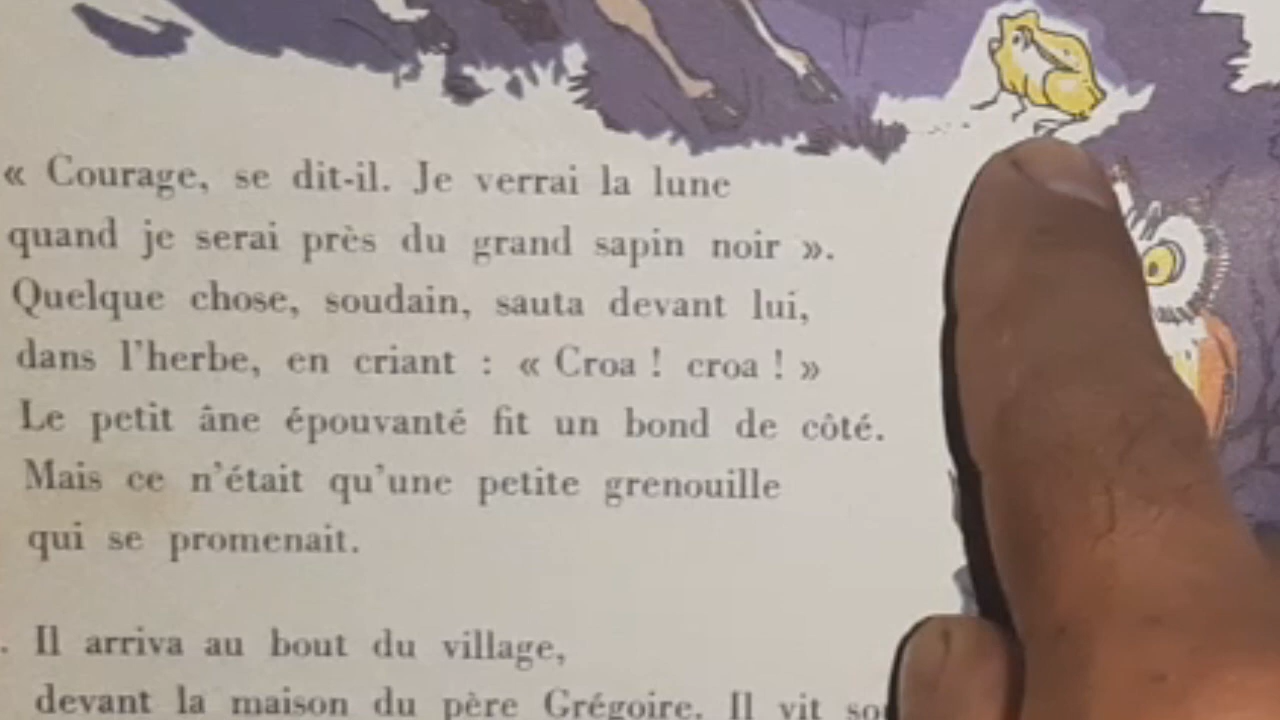 « Courage, se dit-il. Je verrai la lune
quand je serai près du grand sapin noir ».
Quelque chose, soudain, sauta devant lui,
dans l'herbe, en criant : « Croa ! croa ! »
Le petit âne épouvanté fit un bond de côté.
Mais ce n'était qu'une petite grenouille
qui se promenait.
. Il arriva au bout du village,
devant la maison du père Grégoire. Il vit